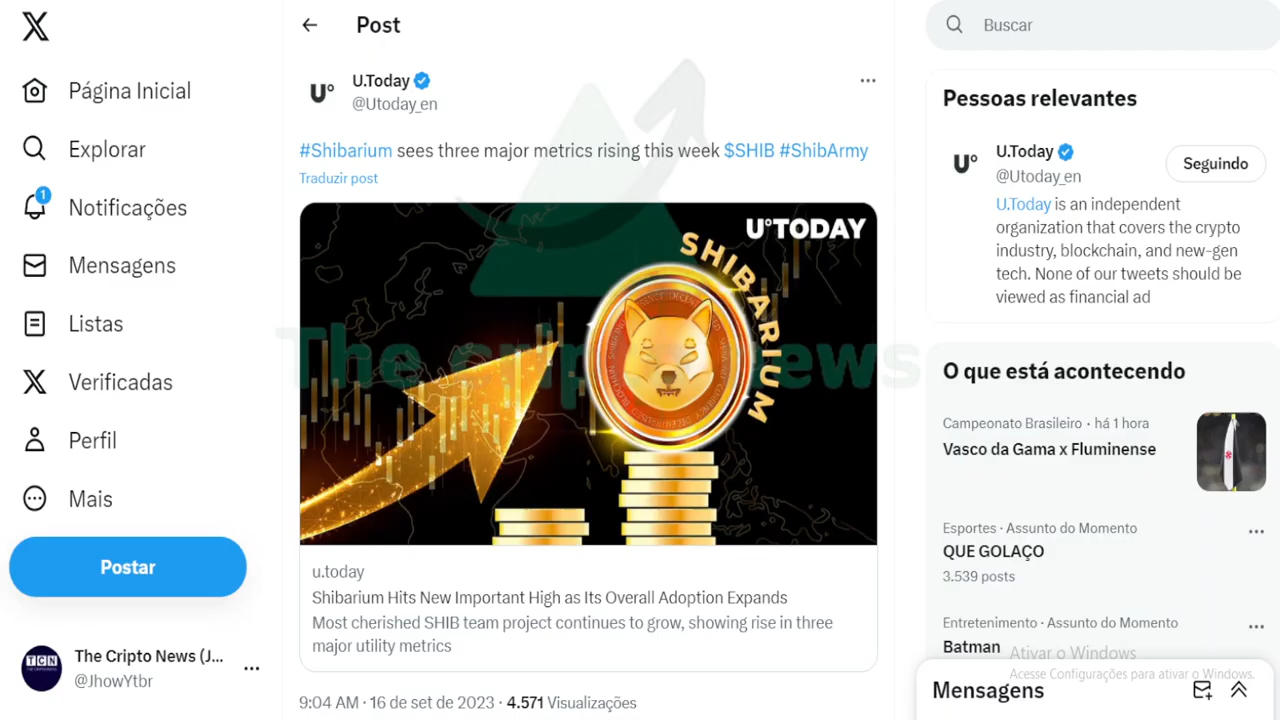 Página Inicial
Explorar
1
Notificações
Mensagens
Listas
Verificadas
Perfil
Mais
Postar
TCN
The Cripto News (J...
@JhowYtbr
Post
U° U.Today
@Utoday_en
#Shibarium sees three major metrics rising this week $SHIB #ShibArmy
Traduzir post
U°TODAY
SHIBARIUM
The cripto news
u.today
Shibarium Hits New Important High as Its Overall Adoption Expands
Most cherished SHIB team project continues to grow, showing rise in three
major utility metrics
9:04 AM · 16 de set de 2023 · 4.571 Visualizações
Buscar
Pessoas relevantes
U° U.Today
@Utoday_en
Seguindo
U.Today is an independent
organization that covers the crypto
industry, blockchain, and new-gen
tech. None of our tweets should be
viewed as financial ad
O que está acontecendo
Campeonato Brasileiro · há 1 hora
Vasco da Gama x Fluminense
Esportes · Assunto do Momento
QUE GOLAÇO
3.539 posts
Entretenimento · Assunto do Momento
Batman
Ativar o Windows
Acesse Configurações para ativar o Windows.
Mensagens